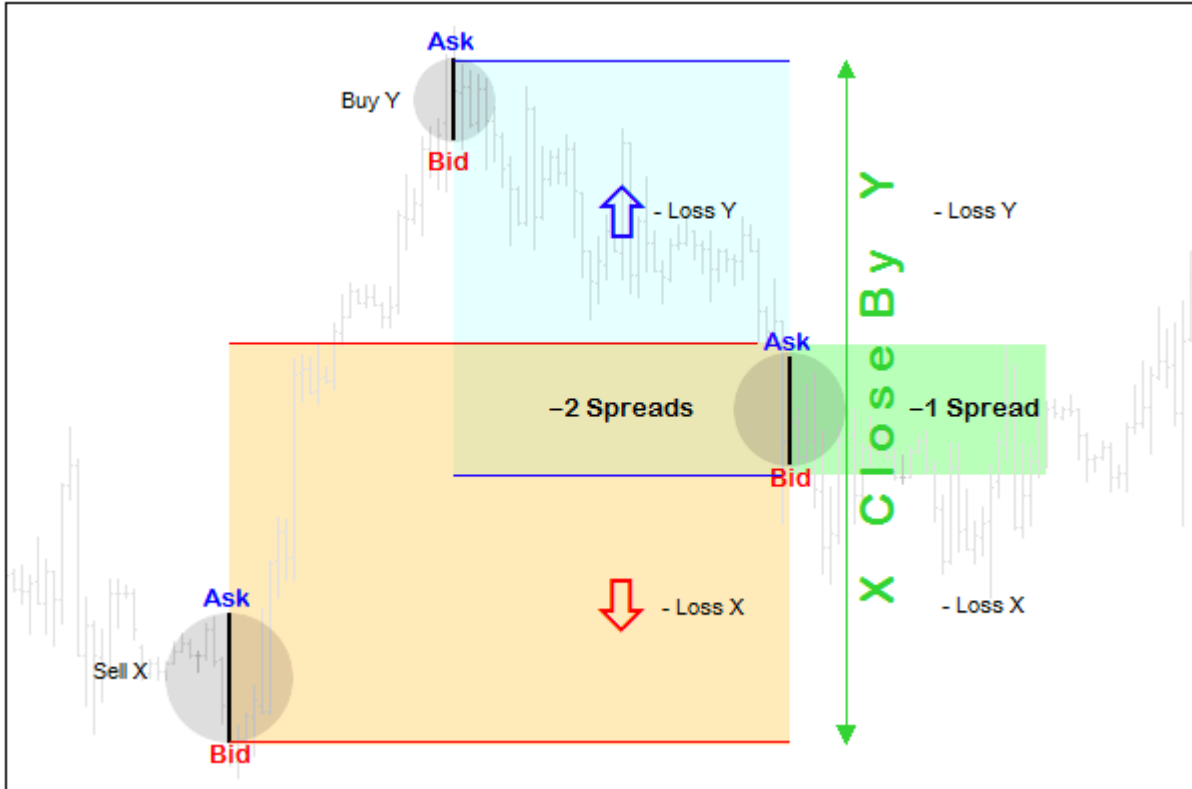 Ask
Buy Y
Bid
- Loss Y
- Loss Y
X Close By Y
Ask
–2 Spreads
–1 Spread
Bid
Ask
- Loss X
- Loss X
Sell X
Bid